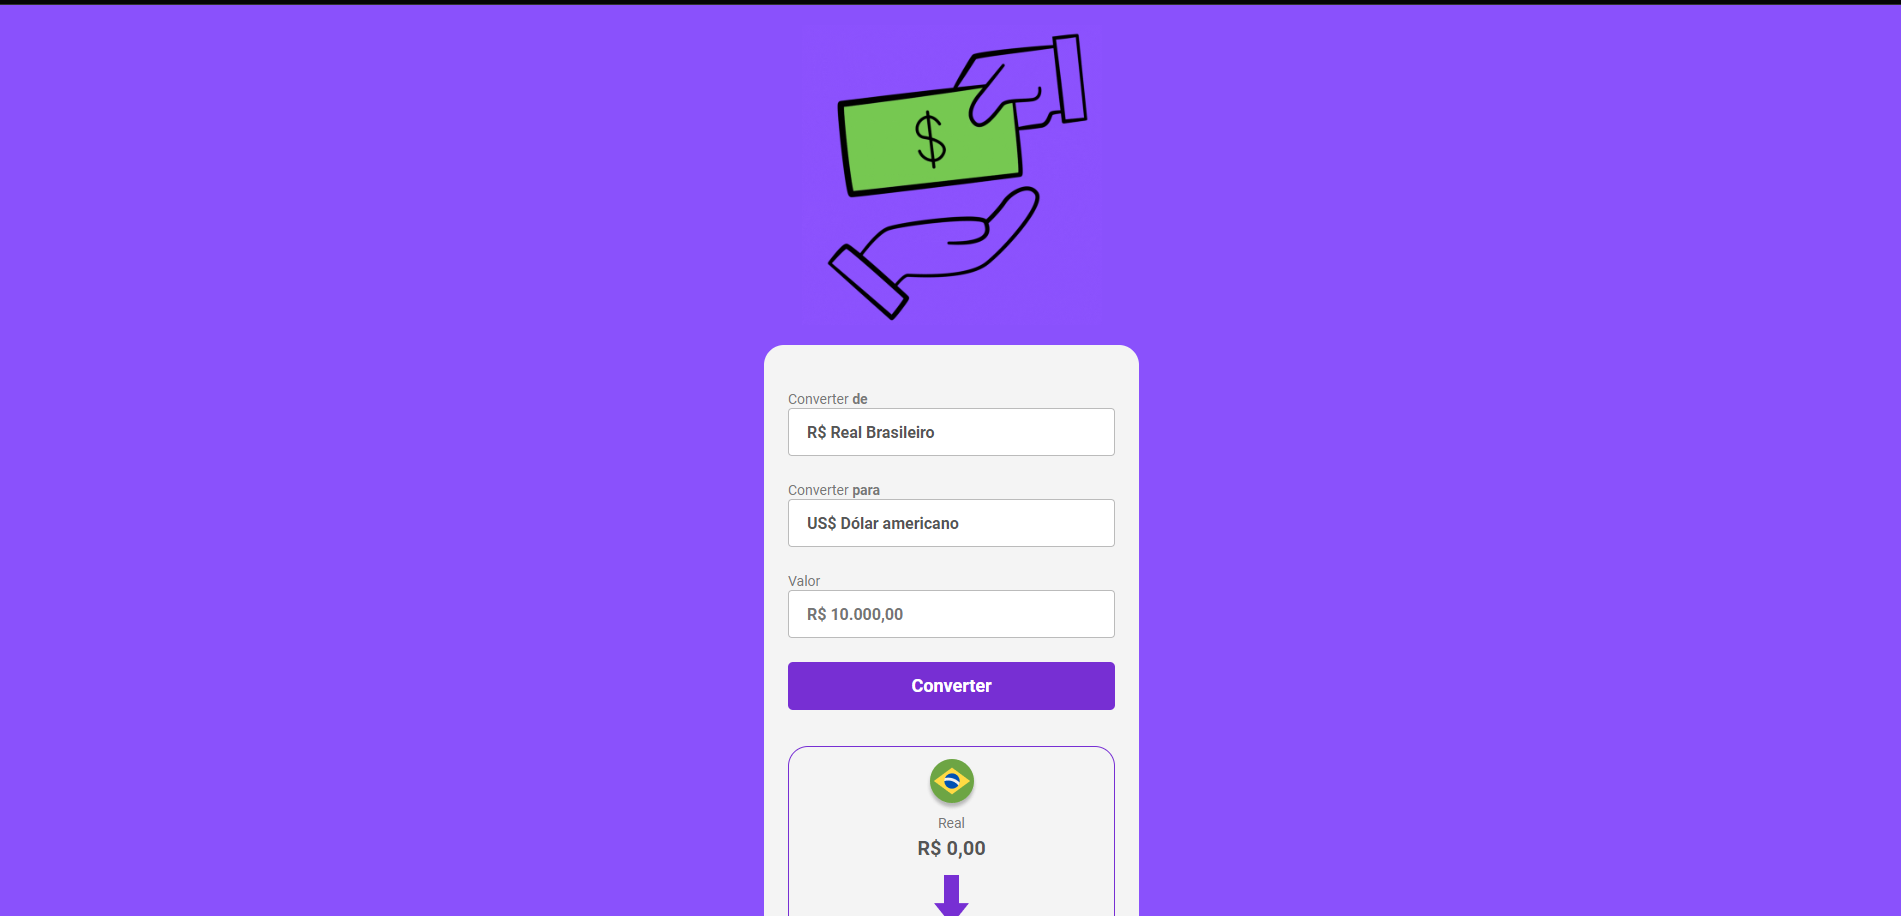 $
Converter de
R$ Real Brasileiro
Converter para
US$ Dólar americano
Valor
R$ 10.000,00
Converter
Real
R$ 0,00